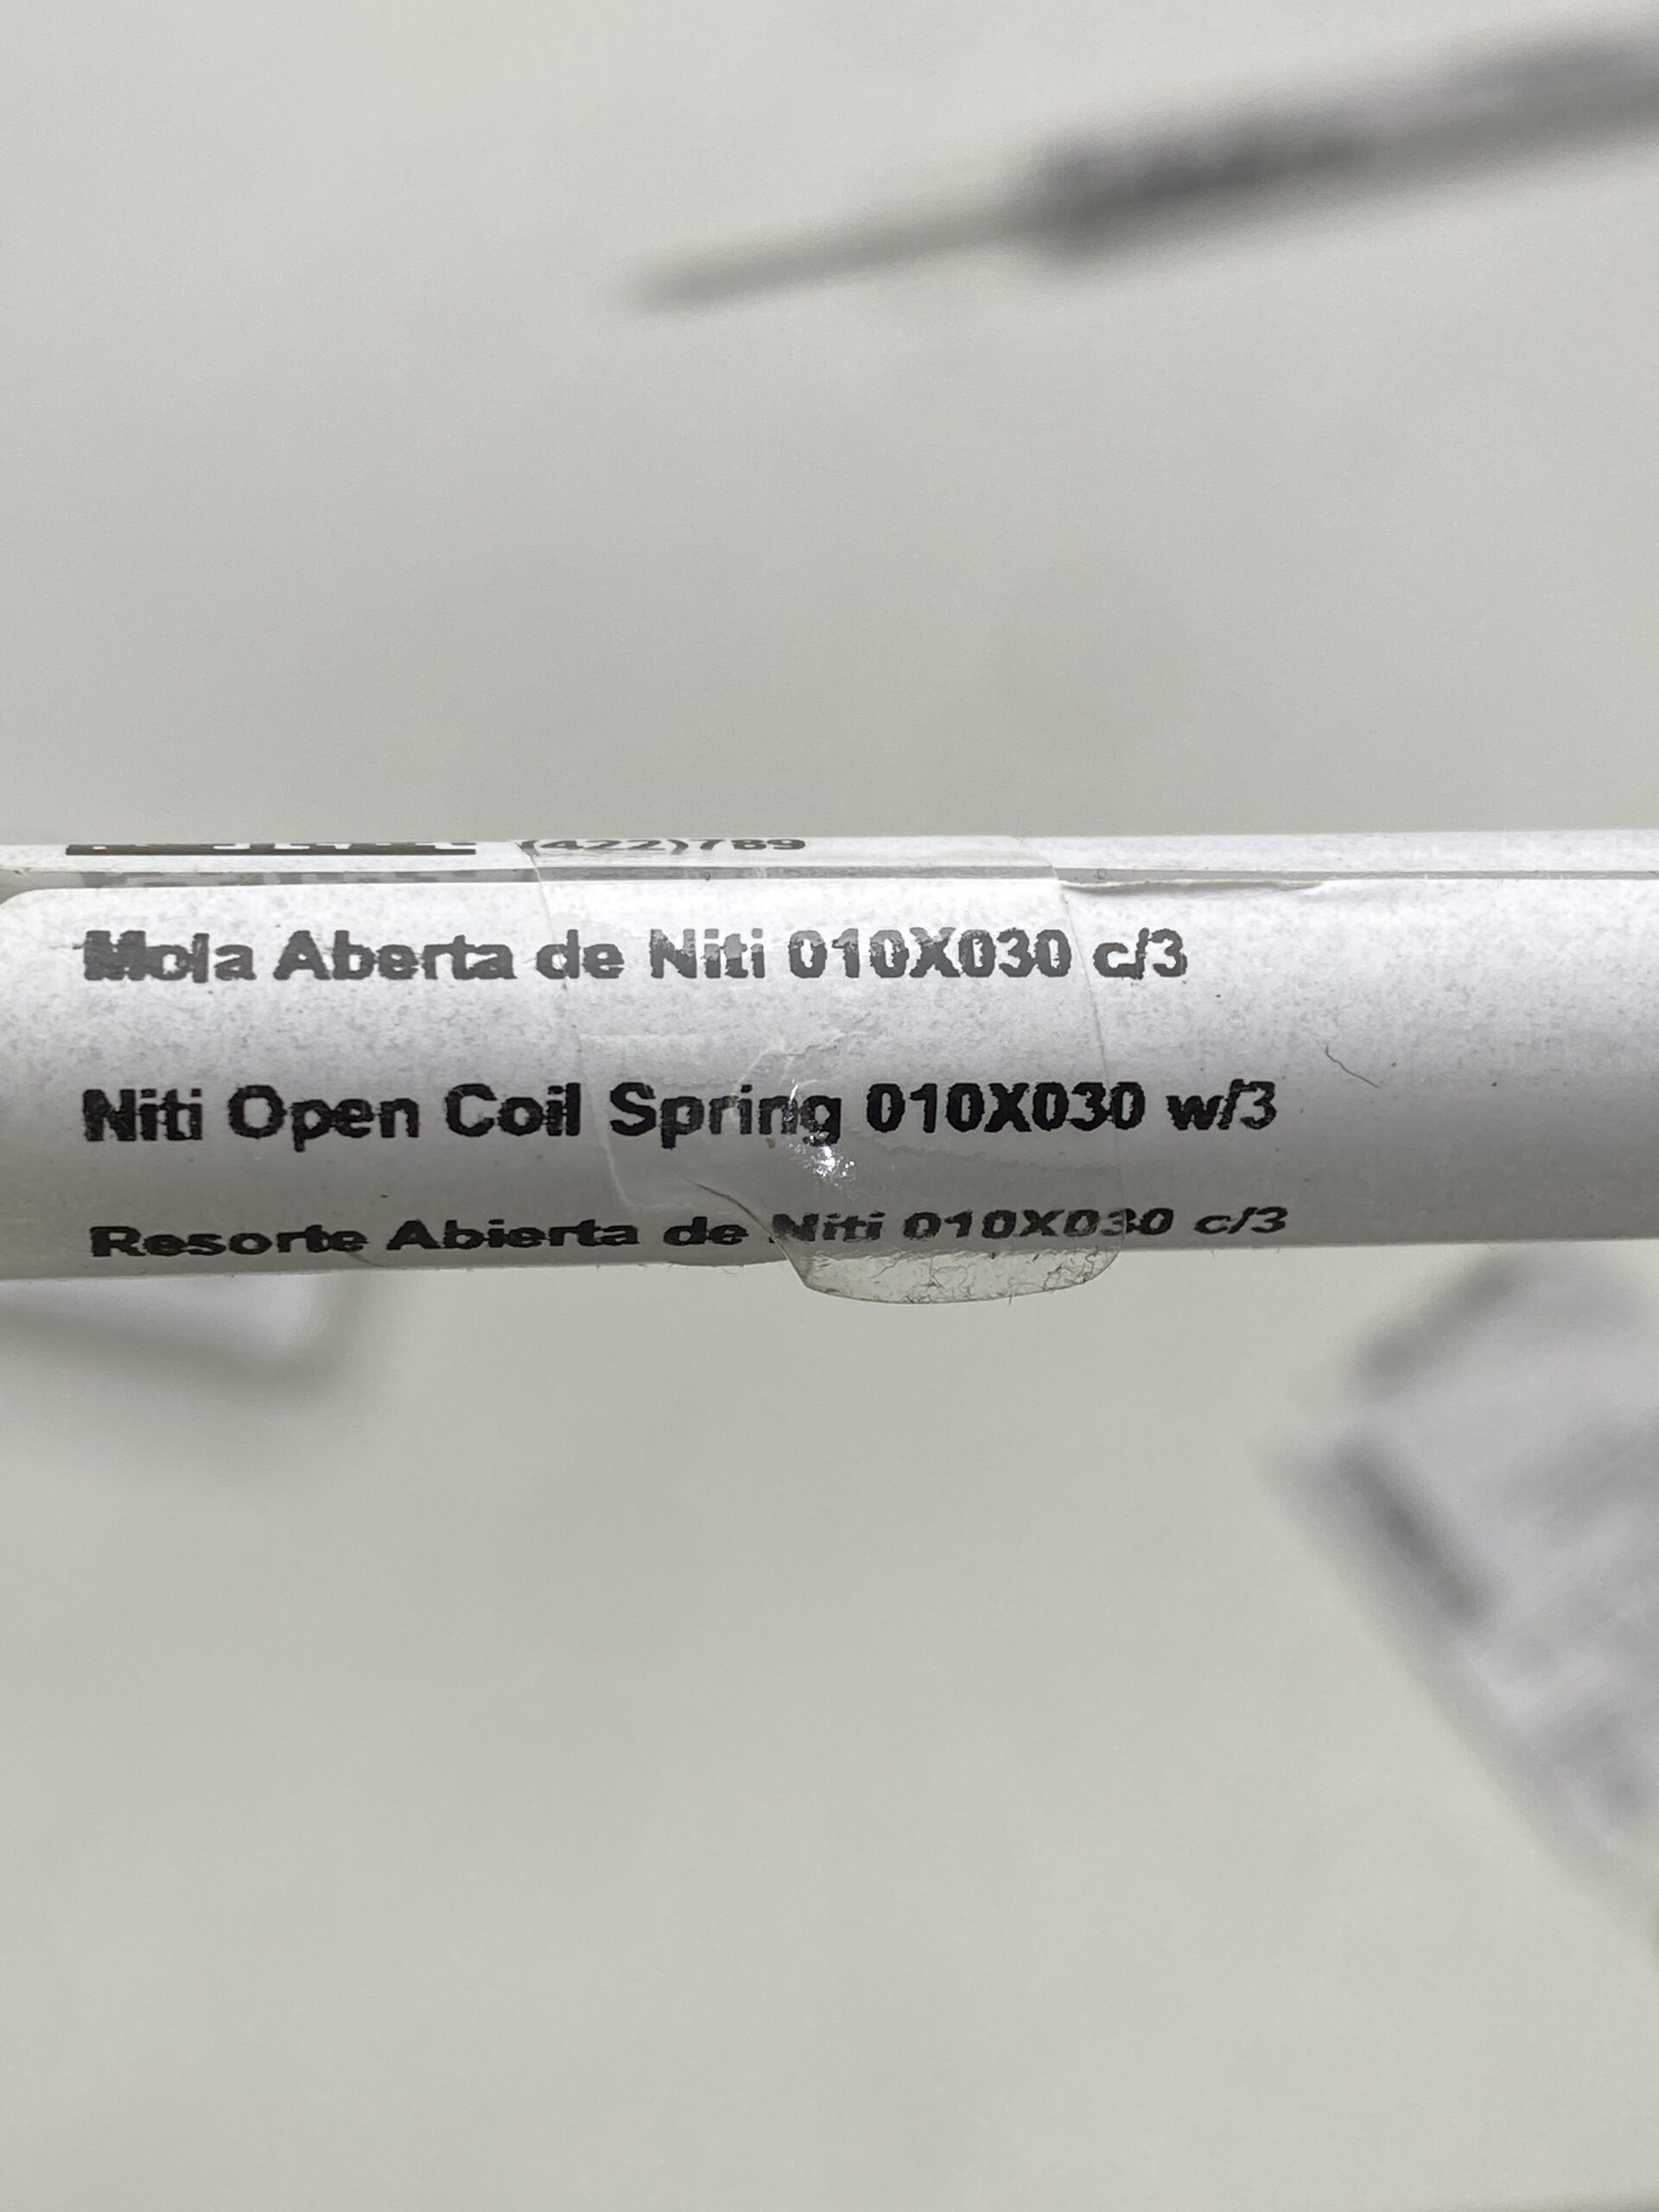 (422)789
Mola Aberta de Niti 010X030 c/3
Niti Open Coil Spring 010X030 w/3
Resorte Abierta de Niti 010X030 c/3